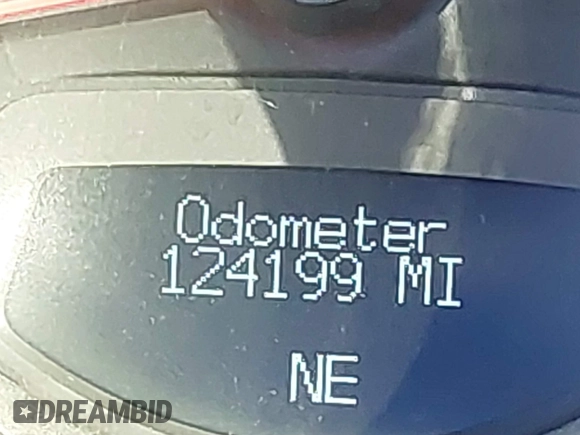 Odometer
124199 MI
NE
DREAMBID